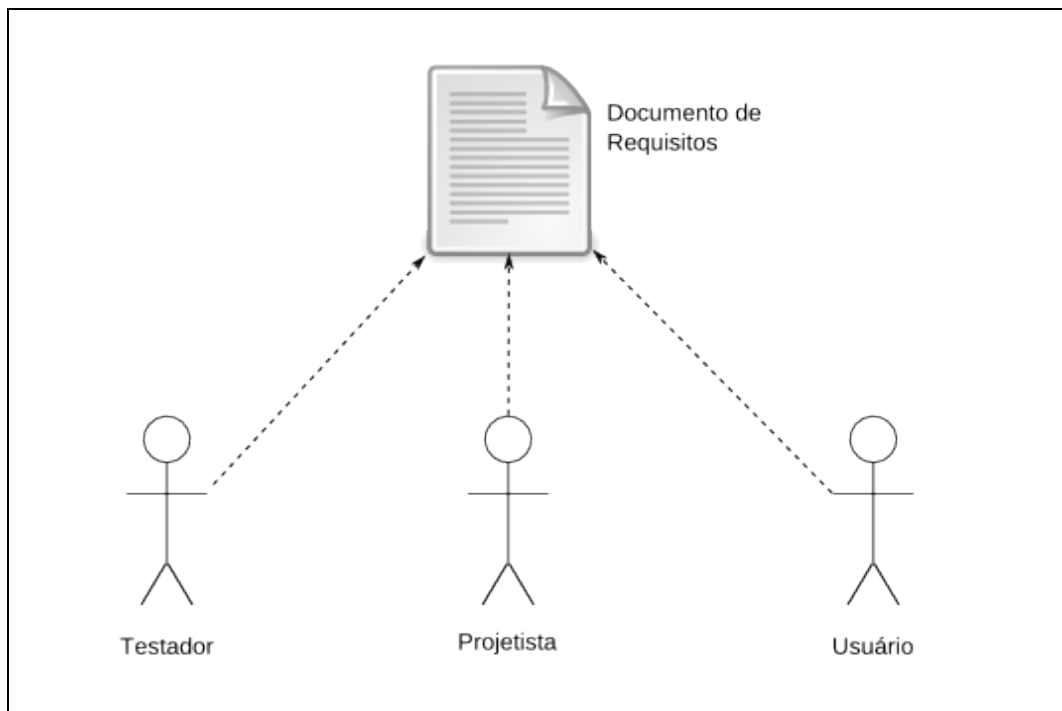 Documento de
Requisitos
Testador
Projetista
Usuário